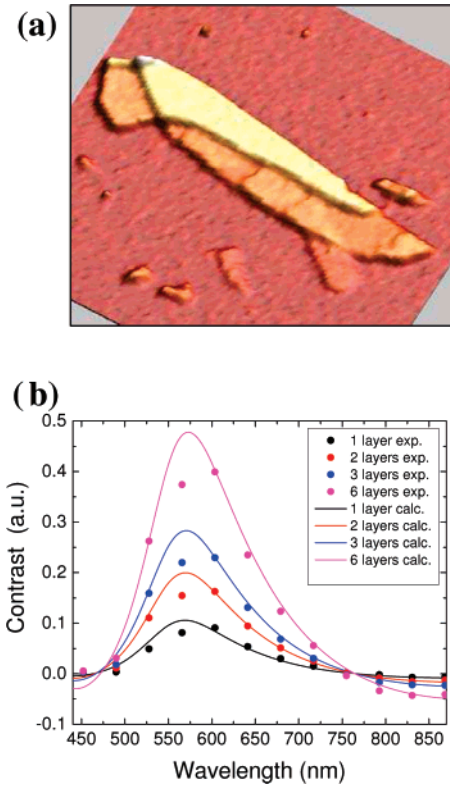 (a)
(b)
0.5
0.4
0.3
0.2
0.1
0.0
-0.1
Contrast (a.u.)
1 layer exp.
2 layers exp.
3 layers exp.
6 layers exp.
1 layer calc.
2 layers calc.
3 layers calc.
6 layers calc.
450 500 550 600 650 700 750 800 850
Wavelength (nm)